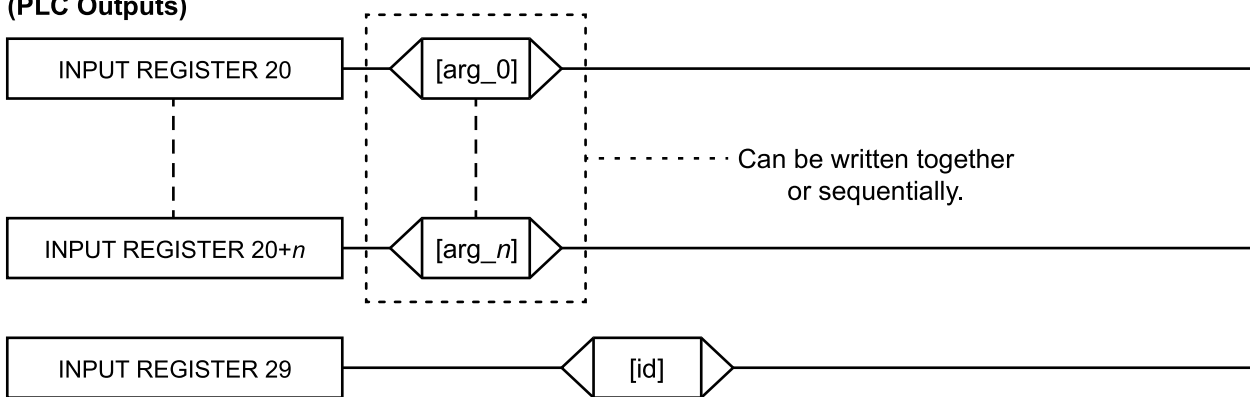 (PLC Outputs)
INPUT REGISTER 20
[arg_0]
Can be written together
or sequentially.
INPUT REGISTER 20+n
[arg_n]
INPUT REGISTER 29
[id]